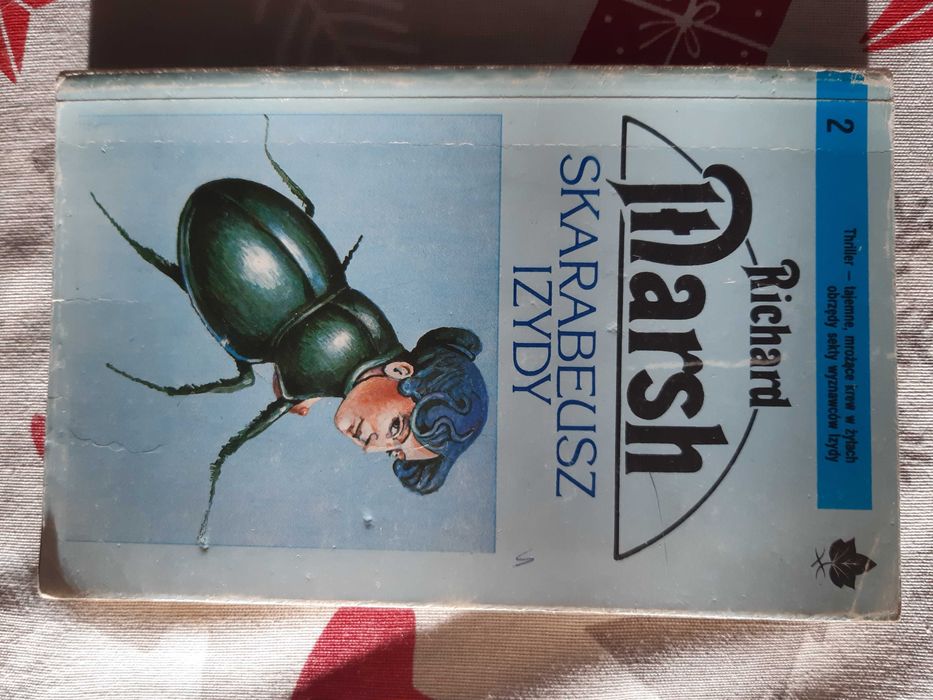 2
Thriller — tajemne, mrożące krew w żyłach
obrzędy sekty wyznawców Izydy
Richard
Marsh
SKARABEUSZ
IZYDY